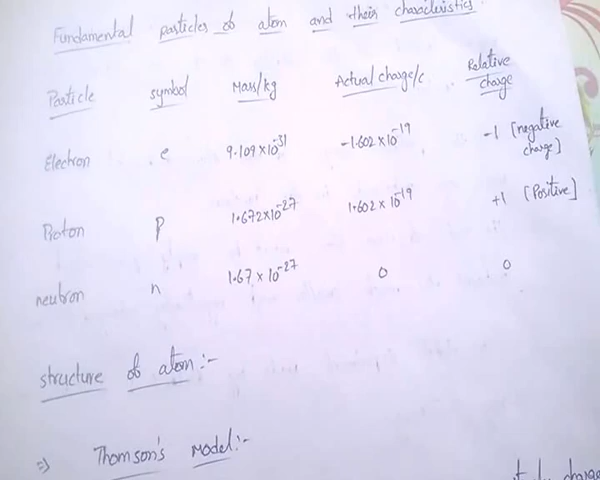 Fundamental particles of atom and their characteristics
Particle symbol Mass/kg Actual charge/c Relative charge
Electron e 9.109×10⁻³¹ -1.602×10⁻¹⁹ -1 [negative charge]
Proton p 1.672×10⁻²⁷ 1.602×10⁻¹⁹ +1 [Positive]
neutron n 1.67×10⁻²⁷ 0 0
structure of atom:-
⇒ Thomson's Model:-